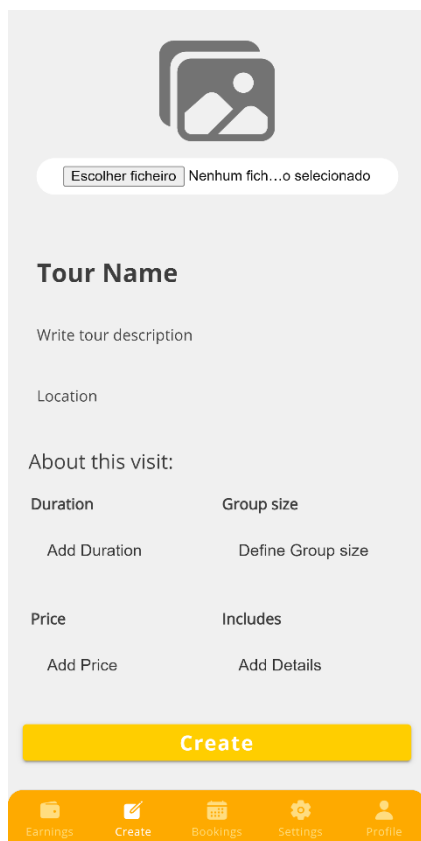 Escolher ficheiro Nenhum fich...o selecionado
Tour Name
Write tour description
Location
About this visit:
Duration Group size
Add Duration Define Group size
Price Includes
Add Price Add Details
Create
Earnings Create Bookings Settings Profile